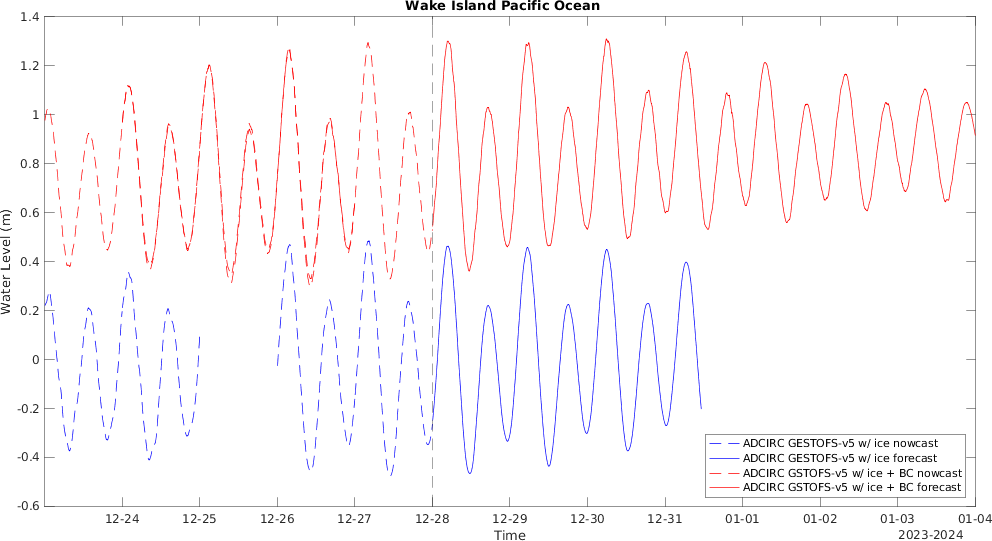 Wake Island Pacific Ocean
1.4
1.2
1
0.8
0.6
0.4
0.2
0
-0.2
-0.4
-0.6
Water Level (m)
ADCIRC GESTOFS-v5 w/ ice nowcast
ADCIRC GESTOFS-v5 w/ ice forecast
ADCIRC GSTOFS-v5 w/ ice + BC nowcast
ADCIRC GSTOFS-v5 w/ ice + BC forecast
12-24 12-25 12-26 12-27 12-28 12-29 12-30 12-31 01-01 01-02 01-03 01-04
Time
2023-2024